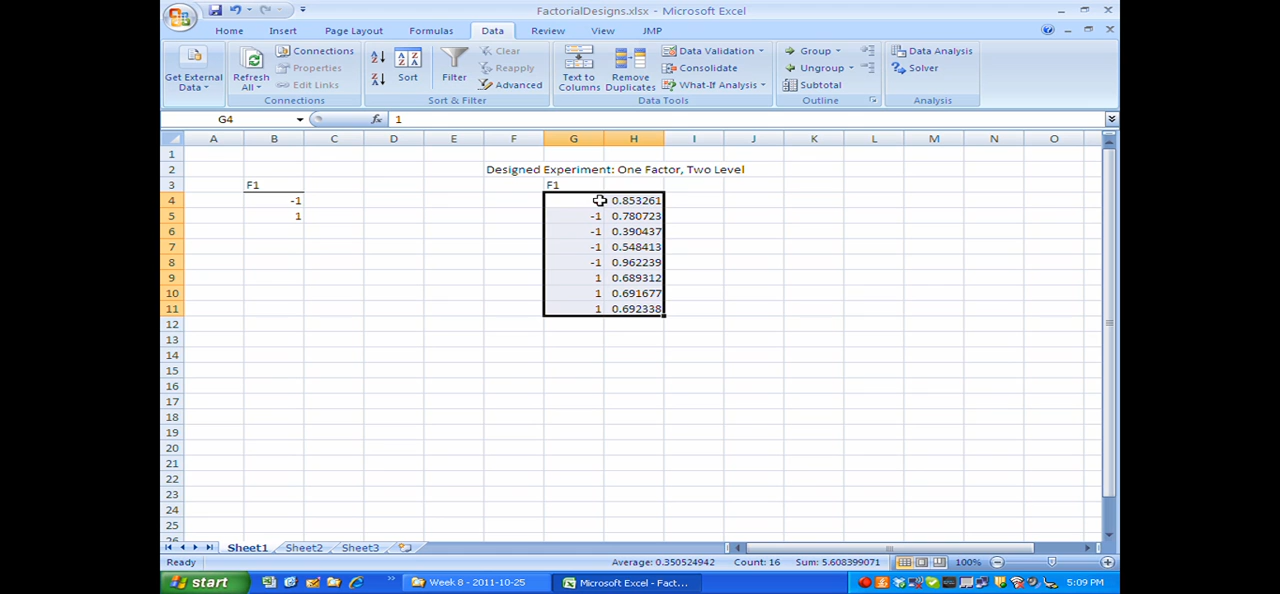 FactorialDesigns.xlsx - Microsoft Excel
Home Insert Page Layout Formulas Data Review View JMP
Get External Data
Refresh All
Connections
Properties
Edit Links
Connections
Sort
Filter
Clear
Reapply
Advanced
Sort & Filter
Text to Columns
Remove Duplicates
Data Validation
Consolidate
What-If Analysis
Data Tools
Group
Ungroup
Subtotal
Outline
Data Analysis
Solver
Analysis
G4 fx 1
A B C D E F G H I J K L M N O
1
2 Designed Experiment: One Factor, Two Level
3 F1 F1
4 -1 0.853261
5 1 -1 0.780723
6 -1 0.390437
7 -1 0.548413
8 -1 0.962239
9 1 0.689312
10 1 0.691677
11 1 0.692338
12
13
14
15
16
17
18
19
20
21
22
23
24
25
26
Sheet1 Sheet2 Sheet3
Ready Average: 0.350524942 Count: 16 Sum: 5.608399071 100%
start Week 8 - 2011-10-25 Microsoft Excel - Fact... 5:09 PM